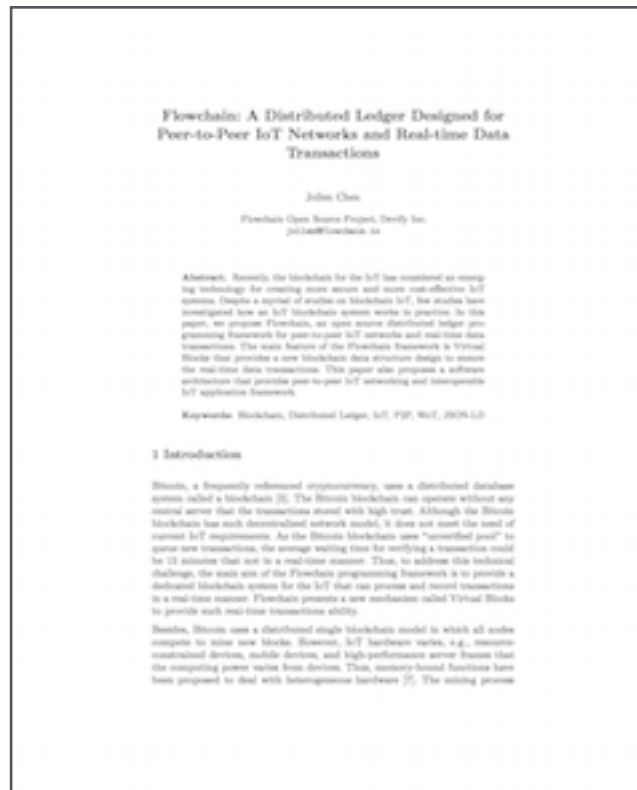 Flowchain: A Distributed Ledger Designed for
Peer-to-Peer IoT Networks and Real-time Data
Transactions
Jollen Chen
Flowchain Open Source Project, Devify Inc.
jollen@flowchain.io
Abstract. Recently, the blockchain for the IoT has considered an emerg-
ing technology for creating more secure and more cost-effective IoT
systems. Despite a myriad of studies on blockchain IoT, few studies have
investigated how an IoT blockchain system works in practice. In this
paper, we propose Flowchain, an open source distributed ledger pro-
gramming framework for peer-to-peer IoT networks and real-time data
transactions. The main feature of the Flowchain framework is Virtual
Blocks that provides a new blockchain data structure design to ensure
the real-time data transactions. This paper also proposes a software
architecture that provides peer-to-peer IoT networking and interoperable
IoT application framework.
Keywords: Blockchain, Distributed Ledger, IoT, P2P, WoT, JSON-LD
1 Introduction
Bitcoin, a frequently referenced cryptocurrency, uses a distributed database
system called a blockchain [5]. The Bitcoin blockchain can operate without any
central server that the transactions stored with high trust. Although the Bitcoin
blockchain has such decentralized network model, it does not meet the need of
current IoT requirements. As the Bitcoin blockchain uses "unverified pool" to
queue new transactions, the average waiting time for verifying a transaction could
be 15 minutes that not in a real-time manner. Thus, to address this technical
challenge, the main aim of the Flowchain programming framework is to provide a
dedicated blockchain system for the IoT that can process and record transactions
in a real-time manner. Flowchain presents a new mechanism called Virtual Blocks
to provide such real-time transactions ability.
Besides, Bitcoin uses a distributed single blockchain model in which all nodes
compete to mine new blocks. However, IoT hardware varies, e.g., resource-
constrained devices, mobile devices, and high-performance server frames that
the computing power varies from devices. Thus, memory-bound functions have
been proposed to deal with heterogeneous hardware [7]. The mining process